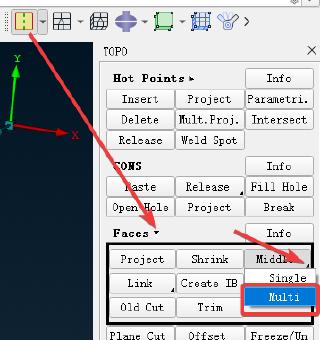 TOPO
Y
X
Hot Points Info
Insert Project Parametri.
Delete Mult.Proj. Intersect
Release Weld Spot
CONS Info
Paste Release Fill Hole
Open Hole Project Break
Faces Info
Project Shrink Middle
Single
Link Create IB Multi
Old Cut Trim
Plane Cut Offset Freeze/Un